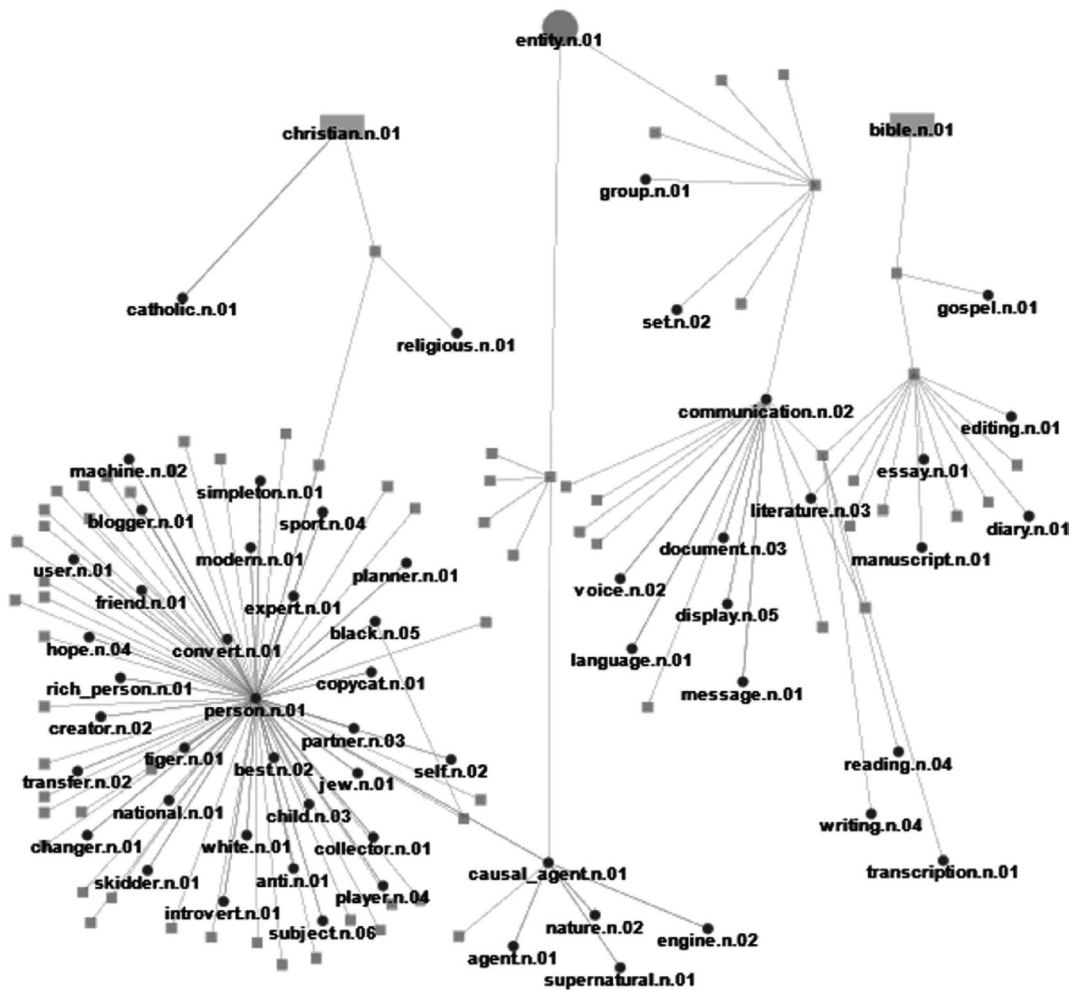 entity.n.01
christian.n.01
bible.n.01
group.n.01
catholic.n.01
gospel.n.01
set.n.02
religious.n.01
communication.n.02
editing.n.01
machine.n.02
essay.n.01
simpleton.n.01
literature.n.03
blogger.n.01
sport.n.04
diary.n.01
document.n.03
modern.n.01
manuscript.n.01
user.n.01
planner.n.01
voice.n.02
friend.n.01
expert.n.01
display.n.05
black.n.05
hope.n.04
convert.n.01
language.n.01
rich_person.n.01
copycat.n.01
message.n.01
person.n.01
creator.n.02
partner.n.03
tiger.n.01
reading.n.04
transfer.n.02
best.n.02
self.n.02
jew.n.01
national.n.01
child.n.03
writing.n.04
changer.n.01
white.n.01
collector.n.01
causal_agent.n.01
transcription.n.01
skidder.n.01
anti.n.01
player.n.04
introvert.n.01
nature.n.02
subject.n.06
engine.n.02
agent.n.01
supernatural.n.01